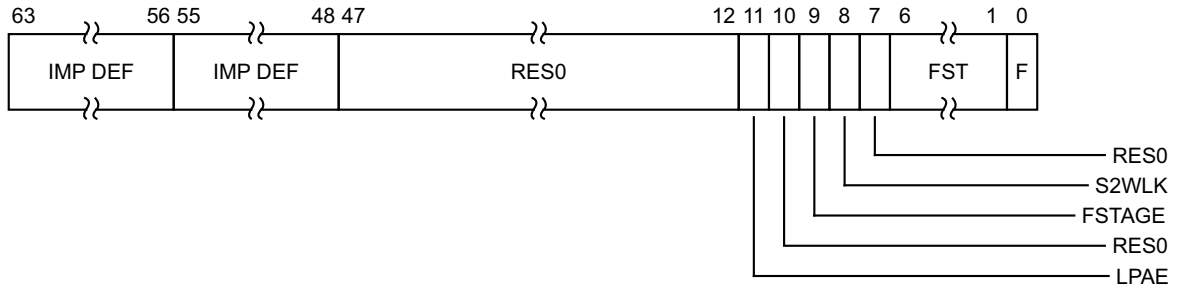 63 56 55 48 47 12 11 10 9 8 7 6 1 0
IMP DEF IMP DEF RES0 FST F
RES0
S2WLK
FSTAGE
RES0
LPAE